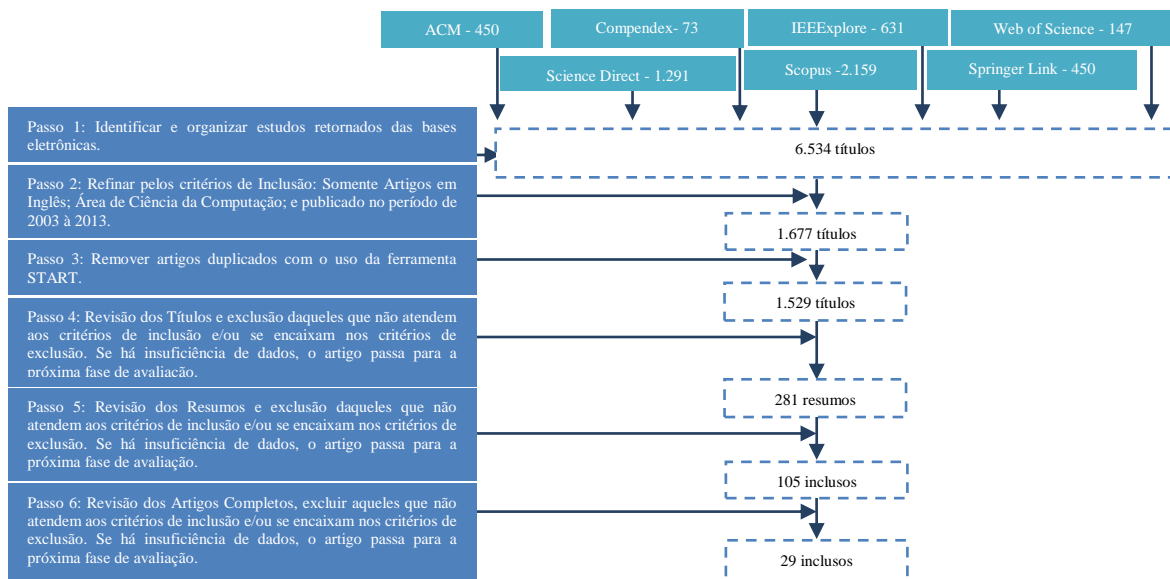 ACM - 450
Compendex- 73
IEEExplore - 631
Web of Science - 147
Science Direct - 1.291
Scopus -2.159
Springer Link - 450
Passo 1: Identificar e organizar estudos retornados das bases
eletrônicas.
6.534 títulos
Passo 2: Refinar pelos critérios de Inclusão: Somente Artigos em
Inglês; Área de Ciência da Computação; e publicado no período de
2003 à 2013.
1.677 títulos
Passo 3: Remover artigos duplicados com o uso da ferramenta
START.
1.529 títulos
Passo 4: Revisão dos Títulos e exclusão daqueles que não atendem
aos critérios de inclusão e/ou se encaixam nos critérios de
exclusão. Se há insuficiência de dados, o artigo passa para a
próxima fase de avaliação.
281 resumos
Passo 5: Revisão dos Resumos e exclusão daqueles que não
atendem aos critérios de inclusão e/ou se encaixam nos critérios de
exclusão. Se há insuficiência de dados, o artigo passa para a
próxima fase de avaliação.
105 inclusos
Passo 6: Revisão dos Artigos Completos, excluir aqueles que não
atendem aos critérios de inclusão e/ou se encaixam nos critérios de
exclusão. Se há insuficiência de dados, o artigo passa para a
próxima fase de avaliação.
29 inclusos